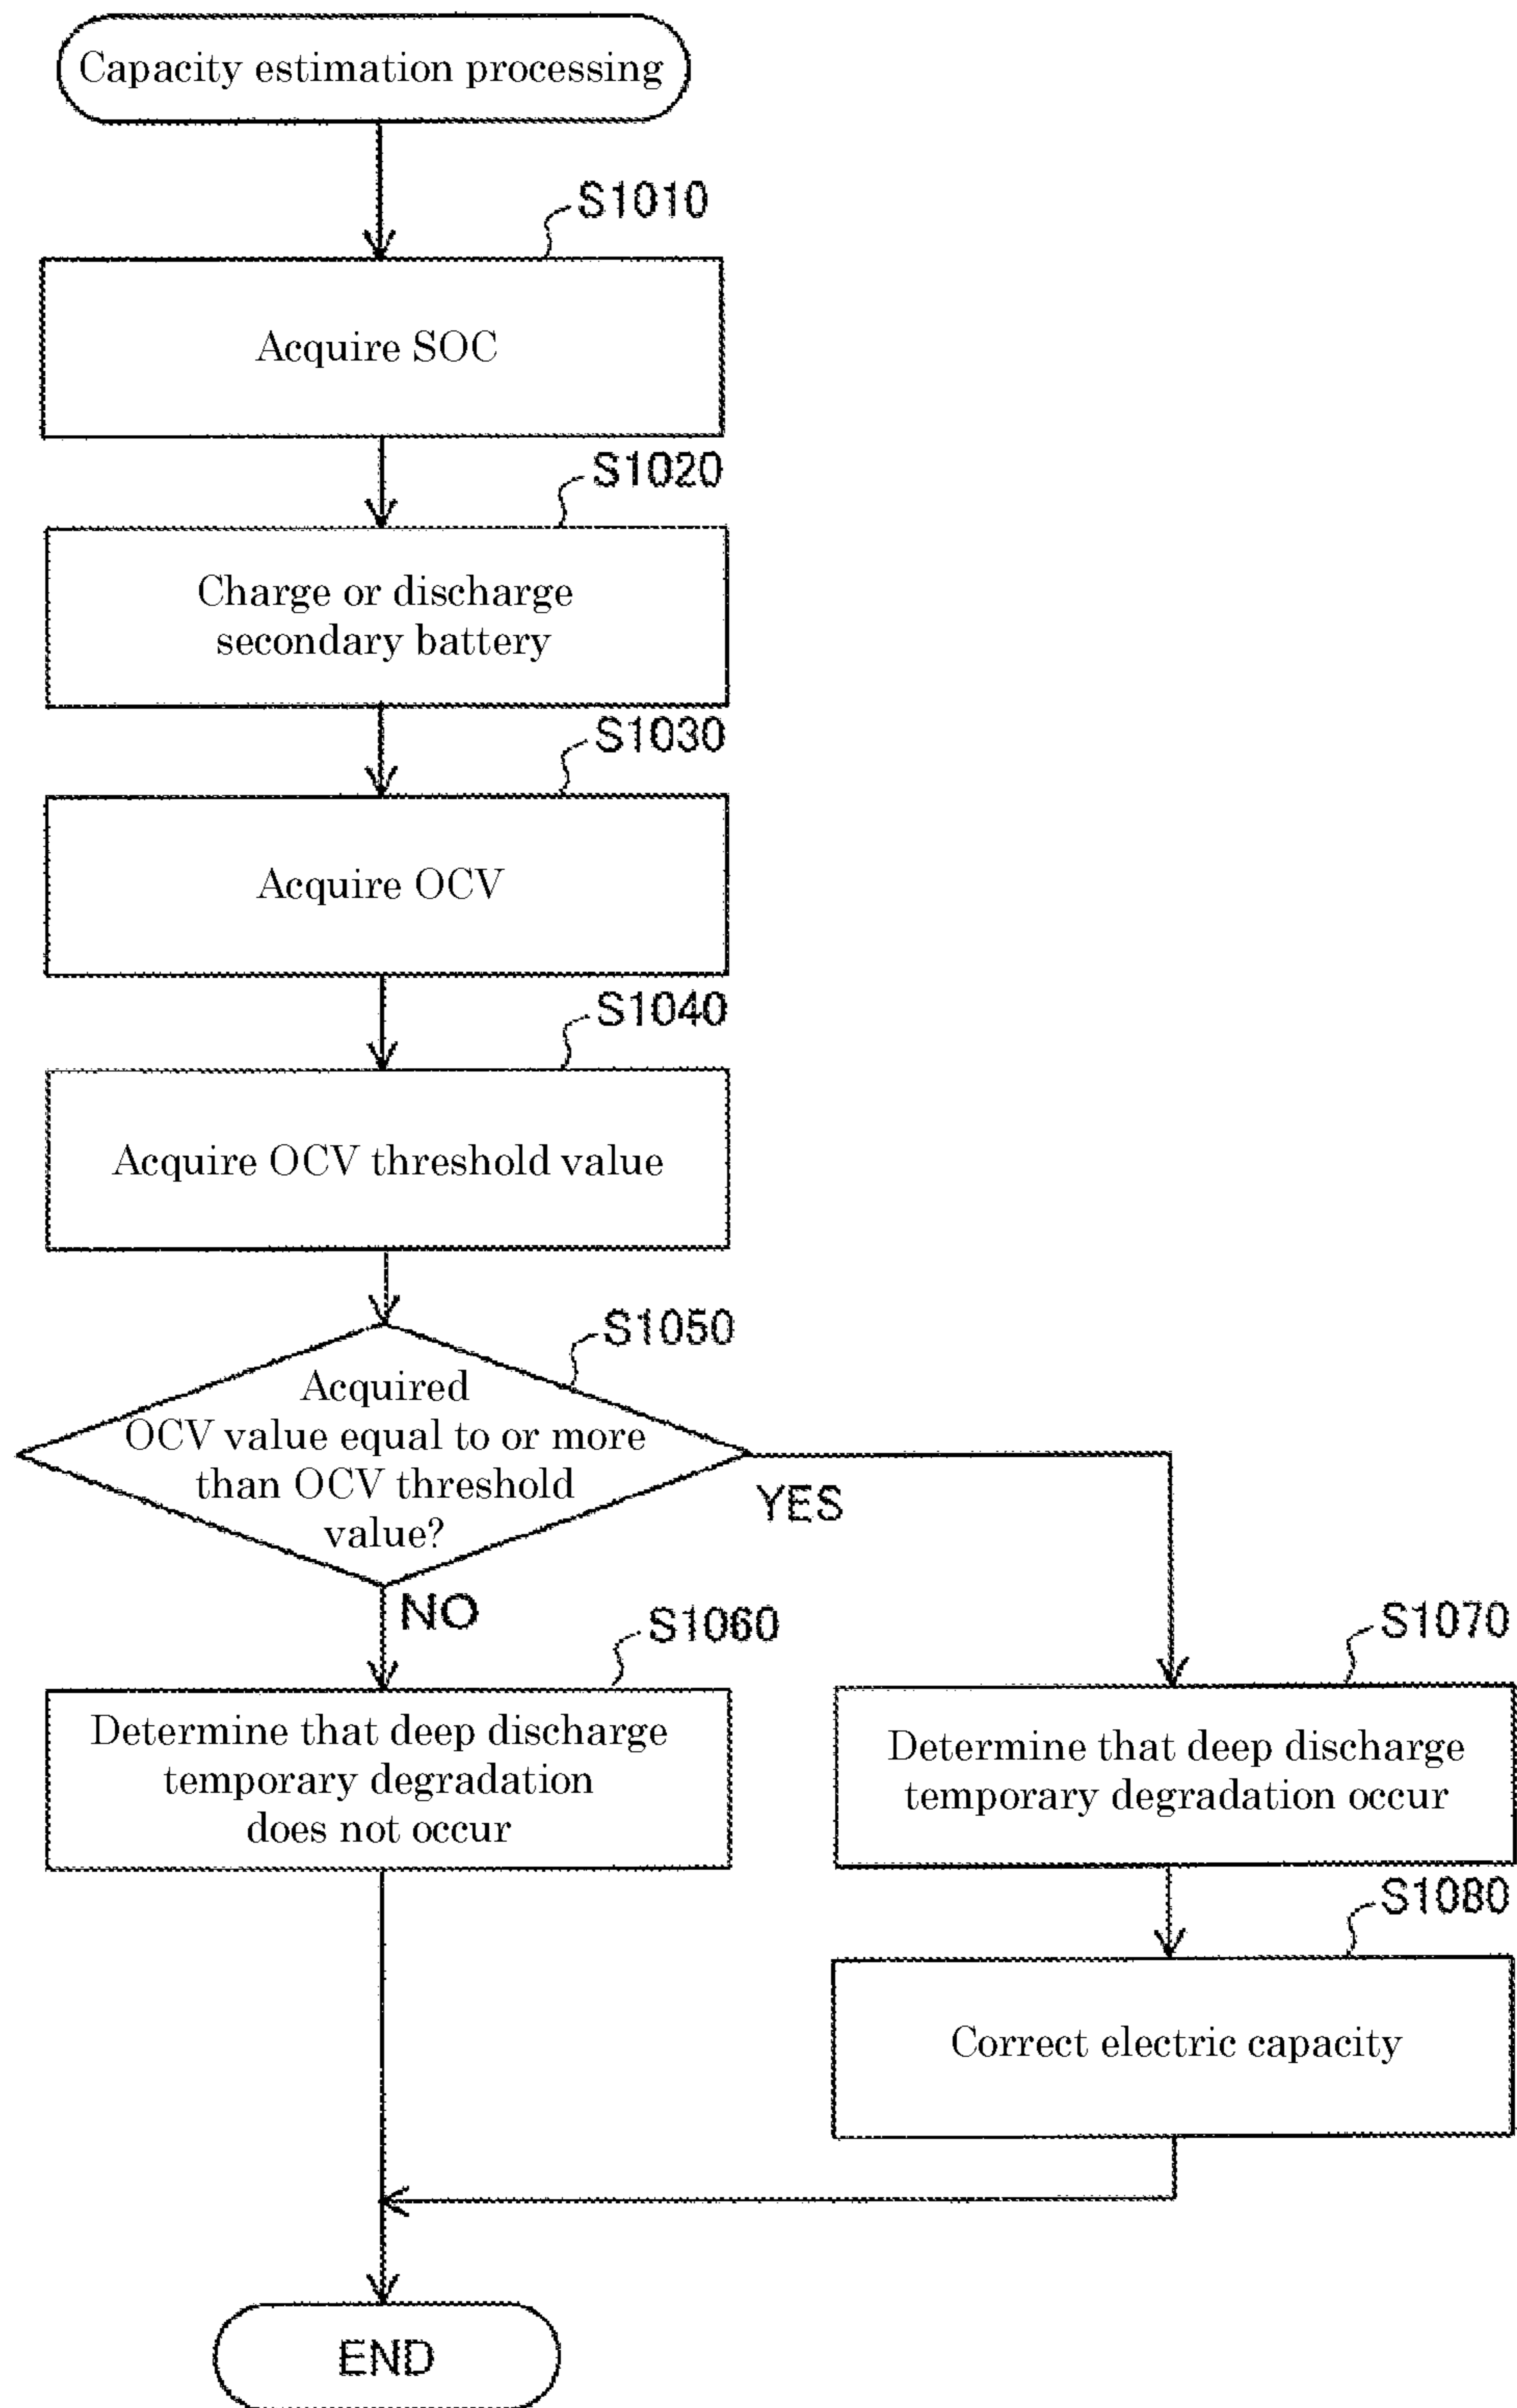 Capacity estimation processing
S1010
Acquire SOC
S1020
Charge or discharge
secondary battery
S1030
Acquire OCV
S1040
Acquire OCV threshold value
S1050
Acquired
OCV value equal to or more
than OCV threshold
value?
YES
NO
S1060
Determine that deep discharge
temporary degradation
does not occur
S1070
Determine that deep discharge
temporary degradation occur
S1080
Correct electric capacity
END